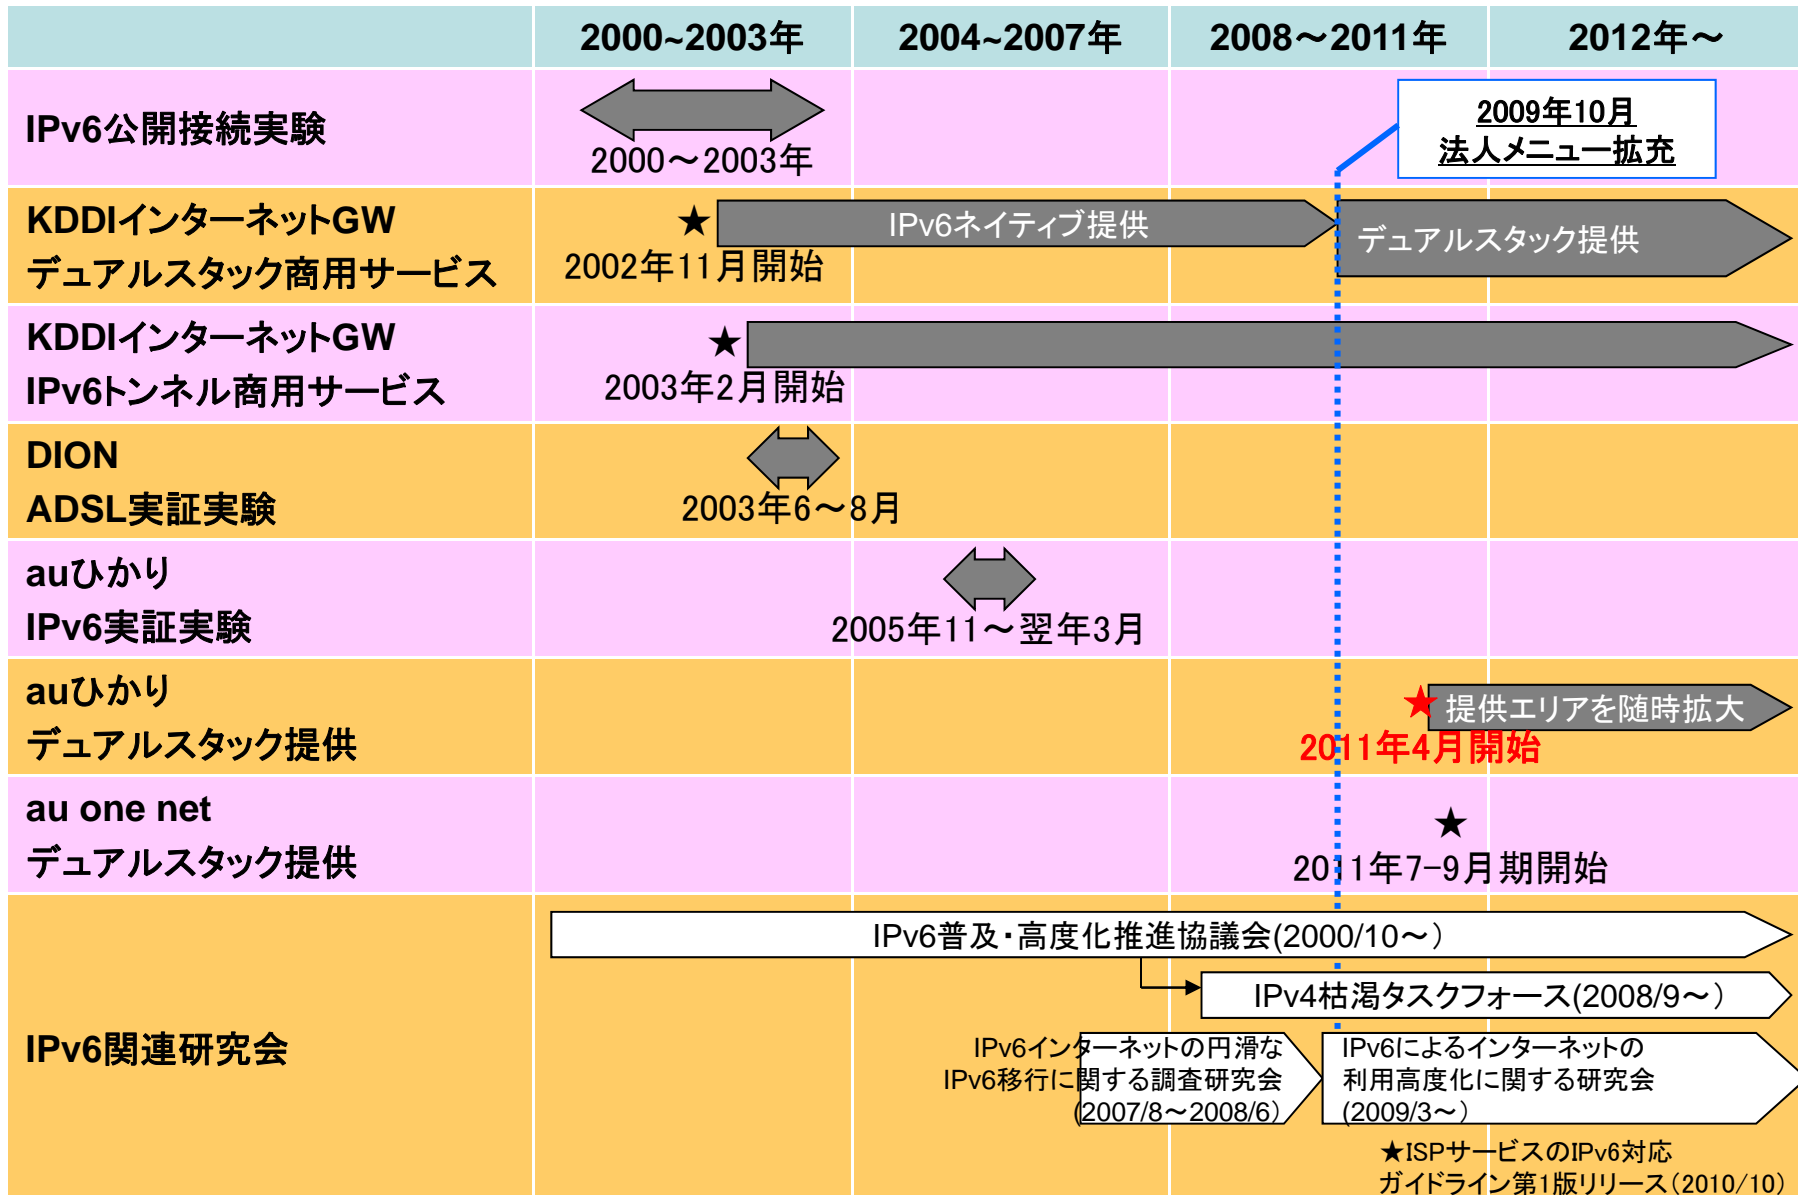 2000~2003年
2004~2007年
2008～2011年
2012年～
IPv6公開接続実験
2000～2003年
2009年10月
法人メニュー拡充
KDDIインターネットGW
デュアルスタック商用サービス
★
2002年11月開始
IPv6ネイティブ提供
デュアルスタック提供
KDDIインターネットGW
IPv6トンネル商用サービス
★
2003年2月開始
DION
ADSL実証実験
2003年6～8月
auひかり
IPv6実証実験
2005年11～翌年3月
auひかり
デュアルスタック提供
★
提供エリアを随時拡大
2011年4月開始
au one net
デュアルスタック提供
★
2011年7-9月期開始
IPv6関連研究会
IPv6普及・高度化推進協議会(2000/10～)
IPv4枯渇タスクフォース(2008/9～)
IPv6インターネットの円滑な
IPv6移行に関する調査研究会
(2007/8～2008/6)
IPv6によるインターネットの
利用高度化に関する研究会
(2009/3～)
★ISPサービスのIPv6対応
ガイドライン第1版リリース(2010/10)